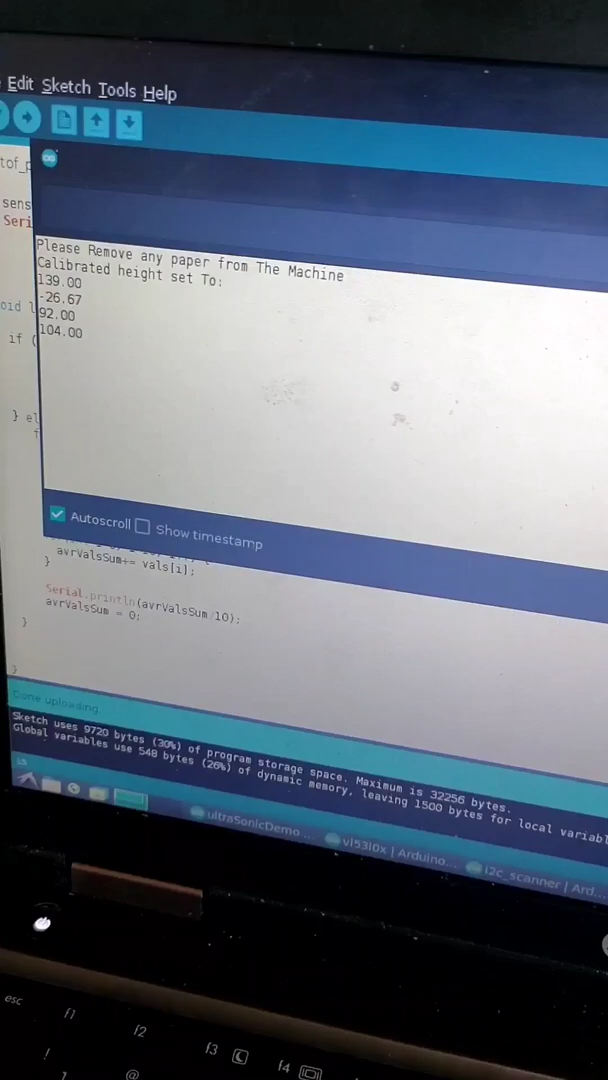 Edit Sketch Tools Help
tof_p
sens
Seri
Please Remove any paper from The Machine
Calibrated height set To:
139.00
-26.67
92.00
104.00
oid l
if (
} el
f
Autoscroll Show timestamp
avrValsSum+= vals[i];
}
Serial.println(avrValsSum/10);
avrValsSum = 0;
}
}
Done uploading.
Sketch uses 9720 bytes (30%) of program storage space. Maximum is 32256 bytes.
Global variables use 548 bytes (26%) of dynamic memory, leaving 1500 bytes for local variabl
ultraSonicDemo ...
vl53l0x | Arduino...
i2c_scanner | Ard...
esc f1 f2 f3 f4
! @
1